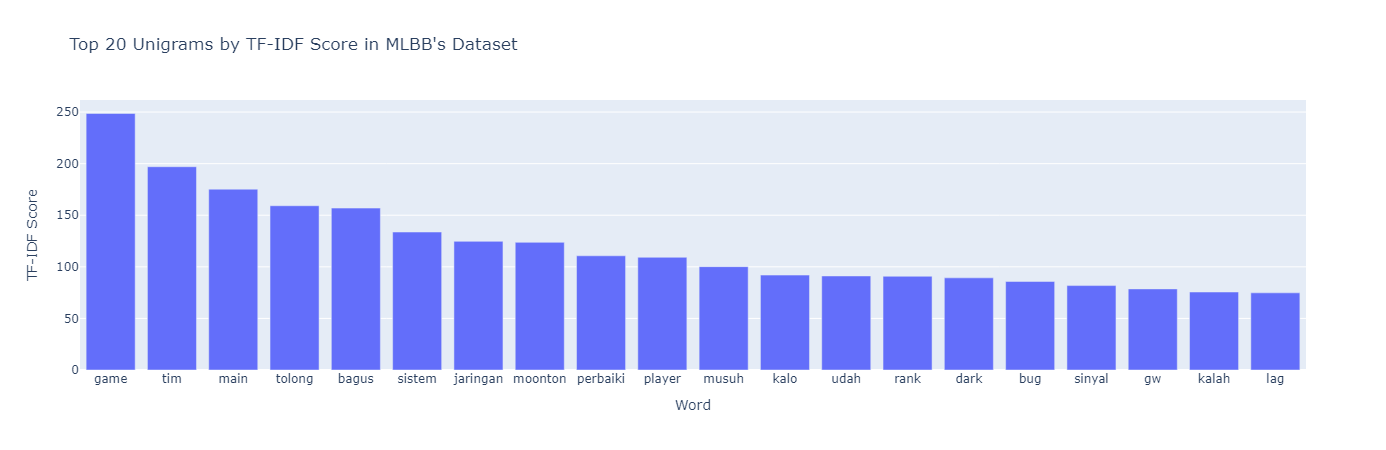 Top 20 Unigrams by TF-IDF Score in MLBB's Dataset
TF-IDF Score
250
200
150
100
50
0
game tim main tolong bagus sistem jaringan moonton perbaiki player musuh kalo udah rank dark bug sinyal gw kalah lag
Word